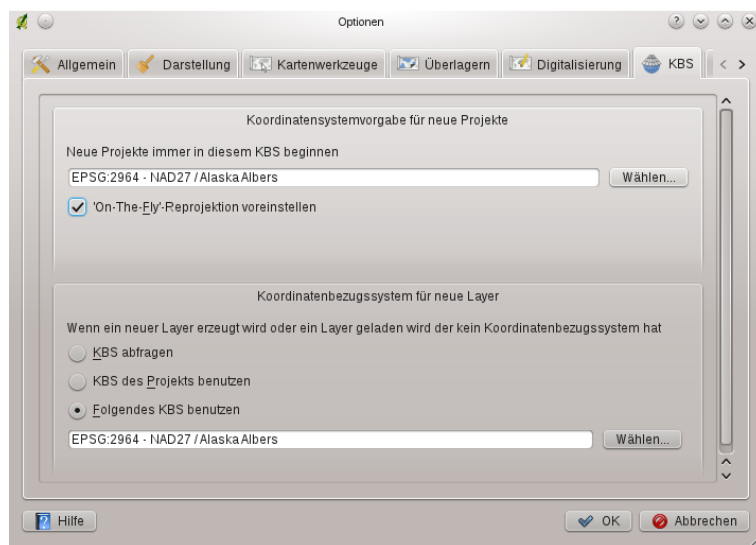 Optionen
Allgemein Darstellung Kartenwerkzeuge Überlagern Digitalisierung KBS
Koordinatensystemvorgabe für neue Projekte
Neue Projekte immer in diesem KBS beginnen
EPSG:2964 - NAD27 / Alaska Albers Wählen...
'On-The-Fly'-Reprojektion voreinstellen
Koordinatenbezugssystem für neue Layer
Wenn ein neuer Layer erzeugt wird oder ein Layer geladen wird der kein Koordinatenbezugssystem hat
KBS abfragen
KBS des Projekts benutzen
Folgendes KBS benutzen
EPSG:2964 - NAD27 / Alaska Albers Wählen...
Hilfe OK Abbrechen